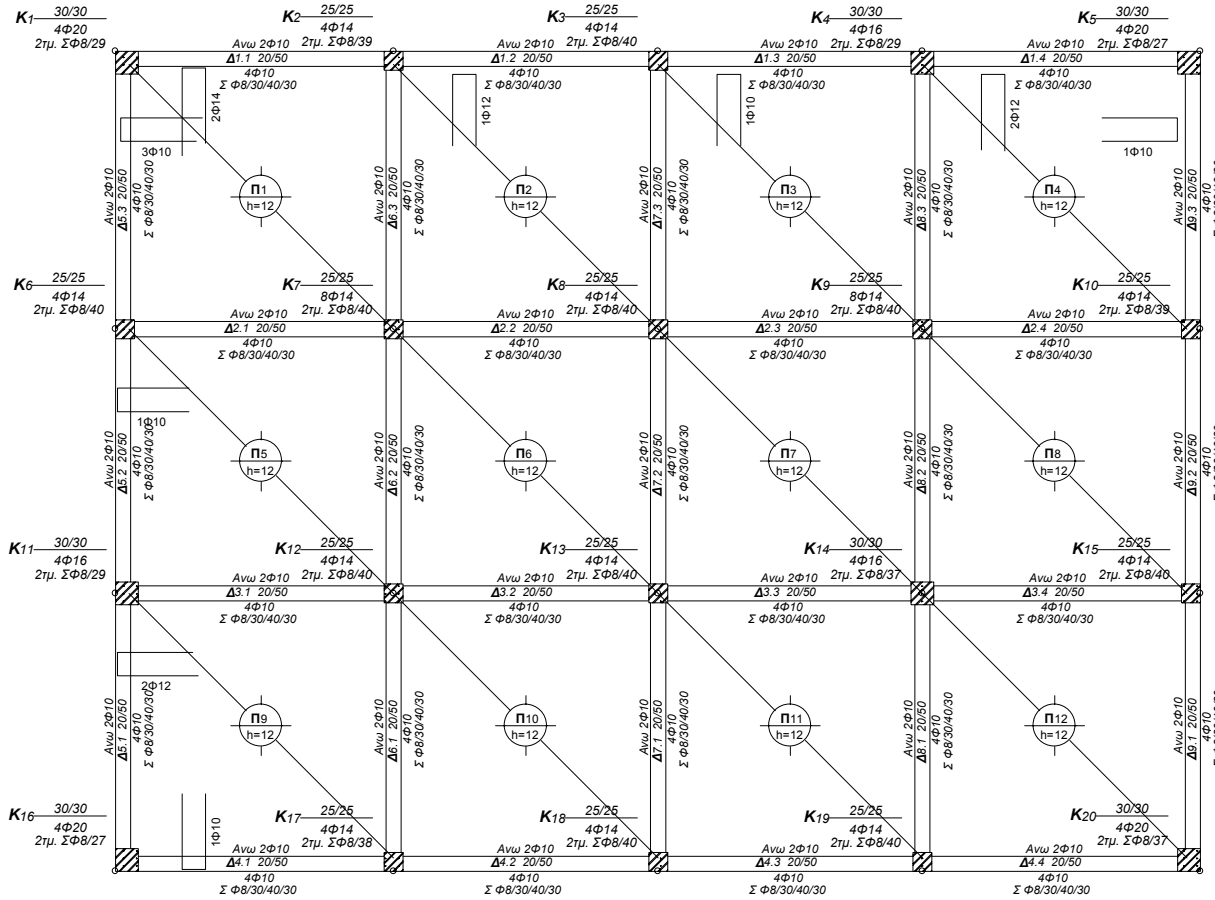 K1 30/30
4Φ20
2τμ. ΣΦ8/29
K2 25/25
4Φ14
2τμ. ΣΦ8/39
K3 25/25
4Φ14
2τμ. ΣΦ8/40
K4 30/30
4Φ16
2τμ. ΣΦ8/29
K5 30/30
4Φ20
2τμ. ΣΦ8/27
Ανω 2Φ10
Δ1.1 20/50
4Φ10
Σ Φ8/30/40/30
Ανω 2Φ10
Δ1.2 20/50
4Φ10
Σ Φ8/30/40/30
Ανω 2Φ10
Δ1.3 20/50
4Φ10
Σ Φ8/30/40/30
Ανω 2Φ10
Δ1.4 20/50
4Φ10
Σ Φ8/30/40/30
2Φ14
3Φ10
1Φ12
1Φ10
2Φ12
1Φ10
Ανω 2Φ10
Δ5.3 20/50
4Φ10
Σ Φ8/30/40/30
Π1
h=12
Ανω 2Φ10
Δ6.3 20/50
4Φ10
Σ Φ8/30/40/30
Π2
h=12
Ανω 2Φ10
Δ7.3 20/50
4Φ10
Σ Φ8/30/40/30
Π3
h=12
Ανω 2Φ10
Δ8.3 20/50
4Φ10
Σ Φ8/30/40/30
Π4
h=12
Ανω 2Φ10
Δ9.3 20/50
4Φ10
K6 25/25
4Φ14
2τμ. ΣΦ8/40
K7 25/25
8Φ14
2τμ. ΣΦ8/40
K8 25/25
4Φ14
2τμ. ΣΦ8/40
K9 25/25
8Φ14
2τμ. ΣΦ8/40
K10 25/25
4Φ14
2τμ. ΣΦ8/39
Ανω 2Φ10
Δ2.1 20/50
4Φ10
Σ Φ8/30/40/30
Ανω 2Φ10
Δ2.2 20/50
4Φ10
Σ Φ8/30/40/30
Ανω 2Φ10
Δ2.3 20/50
4Φ10
Σ Φ8/30/40/30
Ανω 2Φ10
Δ2.4 20/50
4Φ10
Σ Φ8/30/40/30
1Φ10
Ανω 2Φ10
Δ5.2 20/50
4Φ10
Σ Φ8/30/40/30
Π5
h=12
Ανω 2Φ10
Δ6.2 20/50
4Φ10
Σ Φ8/30/40/30
Π6
h=12
Ανω 2Φ10
Δ7.2 20/50
4Φ10
Σ Φ8/30/40/30
Π7
h=12
Ανω 2Φ10
Δ8.2 20/50
4Φ10
Σ Φ8/30/40/30
Π8
h=12
Ανω 2Φ10
Δ9.2 20/50
4Φ10
K11 30/30
4Φ16
2τμ. ΣΦ8/29
K12 25/25
4Φ14
2τμ. ΣΦ8/40
K13 25/25
4Φ14
2τμ. ΣΦ8/40
K14 30/30
4Φ16
2τμ. ΣΦ8/37
K15 25/25
4Φ14
2τμ. ΣΦ8/40
Ανω 2Φ10
Δ3.1 20/50
4Φ10
Σ Φ8/30/40/30
Ανω 2Φ10
Δ3.2 20/50
4Φ10
Σ Φ8/30/40/30
Ανω 2Φ10
Δ3.3 20/50
4Φ10
Σ Φ8/30/40/30
Ανω 2Φ10
Δ3.4 20/50
4Φ10
Σ Φ8/30/40/30
2Φ12
Ανω 2Φ10
Δ5.1 20/50
4Φ10
Σ Φ8/30/40/30
Π9
h=12
Ανω 2Φ10
Δ6.1 20/50
4Φ10
Σ Φ8/30/40/30
Π10
h=12
Ανω 2Φ10
Δ7.1 20/50
4Φ10
Σ Φ8/30/40/30
Π11
h=12
Ανω 2Φ10
Δ8.1 20/50
4Φ10
Σ Φ8/30/40/30
Π12
h=12
Ανω 2Φ10
Δ9.1 20/50
4Φ10
K16 30/30
4Φ20
2τμ. ΣΦ8/27
1Φ10
K17 25/25
4Φ14
2τμ. ΣΦ8/38
K18 25/25
4Φ14
2τμ. ΣΦ8/40
K19 25/25
4Φ14
2τμ. ΣΦ8/40
K20 30/30
4Φ20
2τμ. ΣΦ8/37
Ανω 2Φ10
Δ4.1 20/50
4Φ10
Σ Φ8/30/40/30
Ανω 2Φ10
Δ4.2 20/50
4Φ10
Σ Φ8/30/40/30
Ανω 2Φ10
Δ4.3 20/50
4Φ10
Σ Φ8/30/40/30
Ανω 2Φ10
Δ4.4 20/50
4Φ10
Σ Φ8/30/40/30